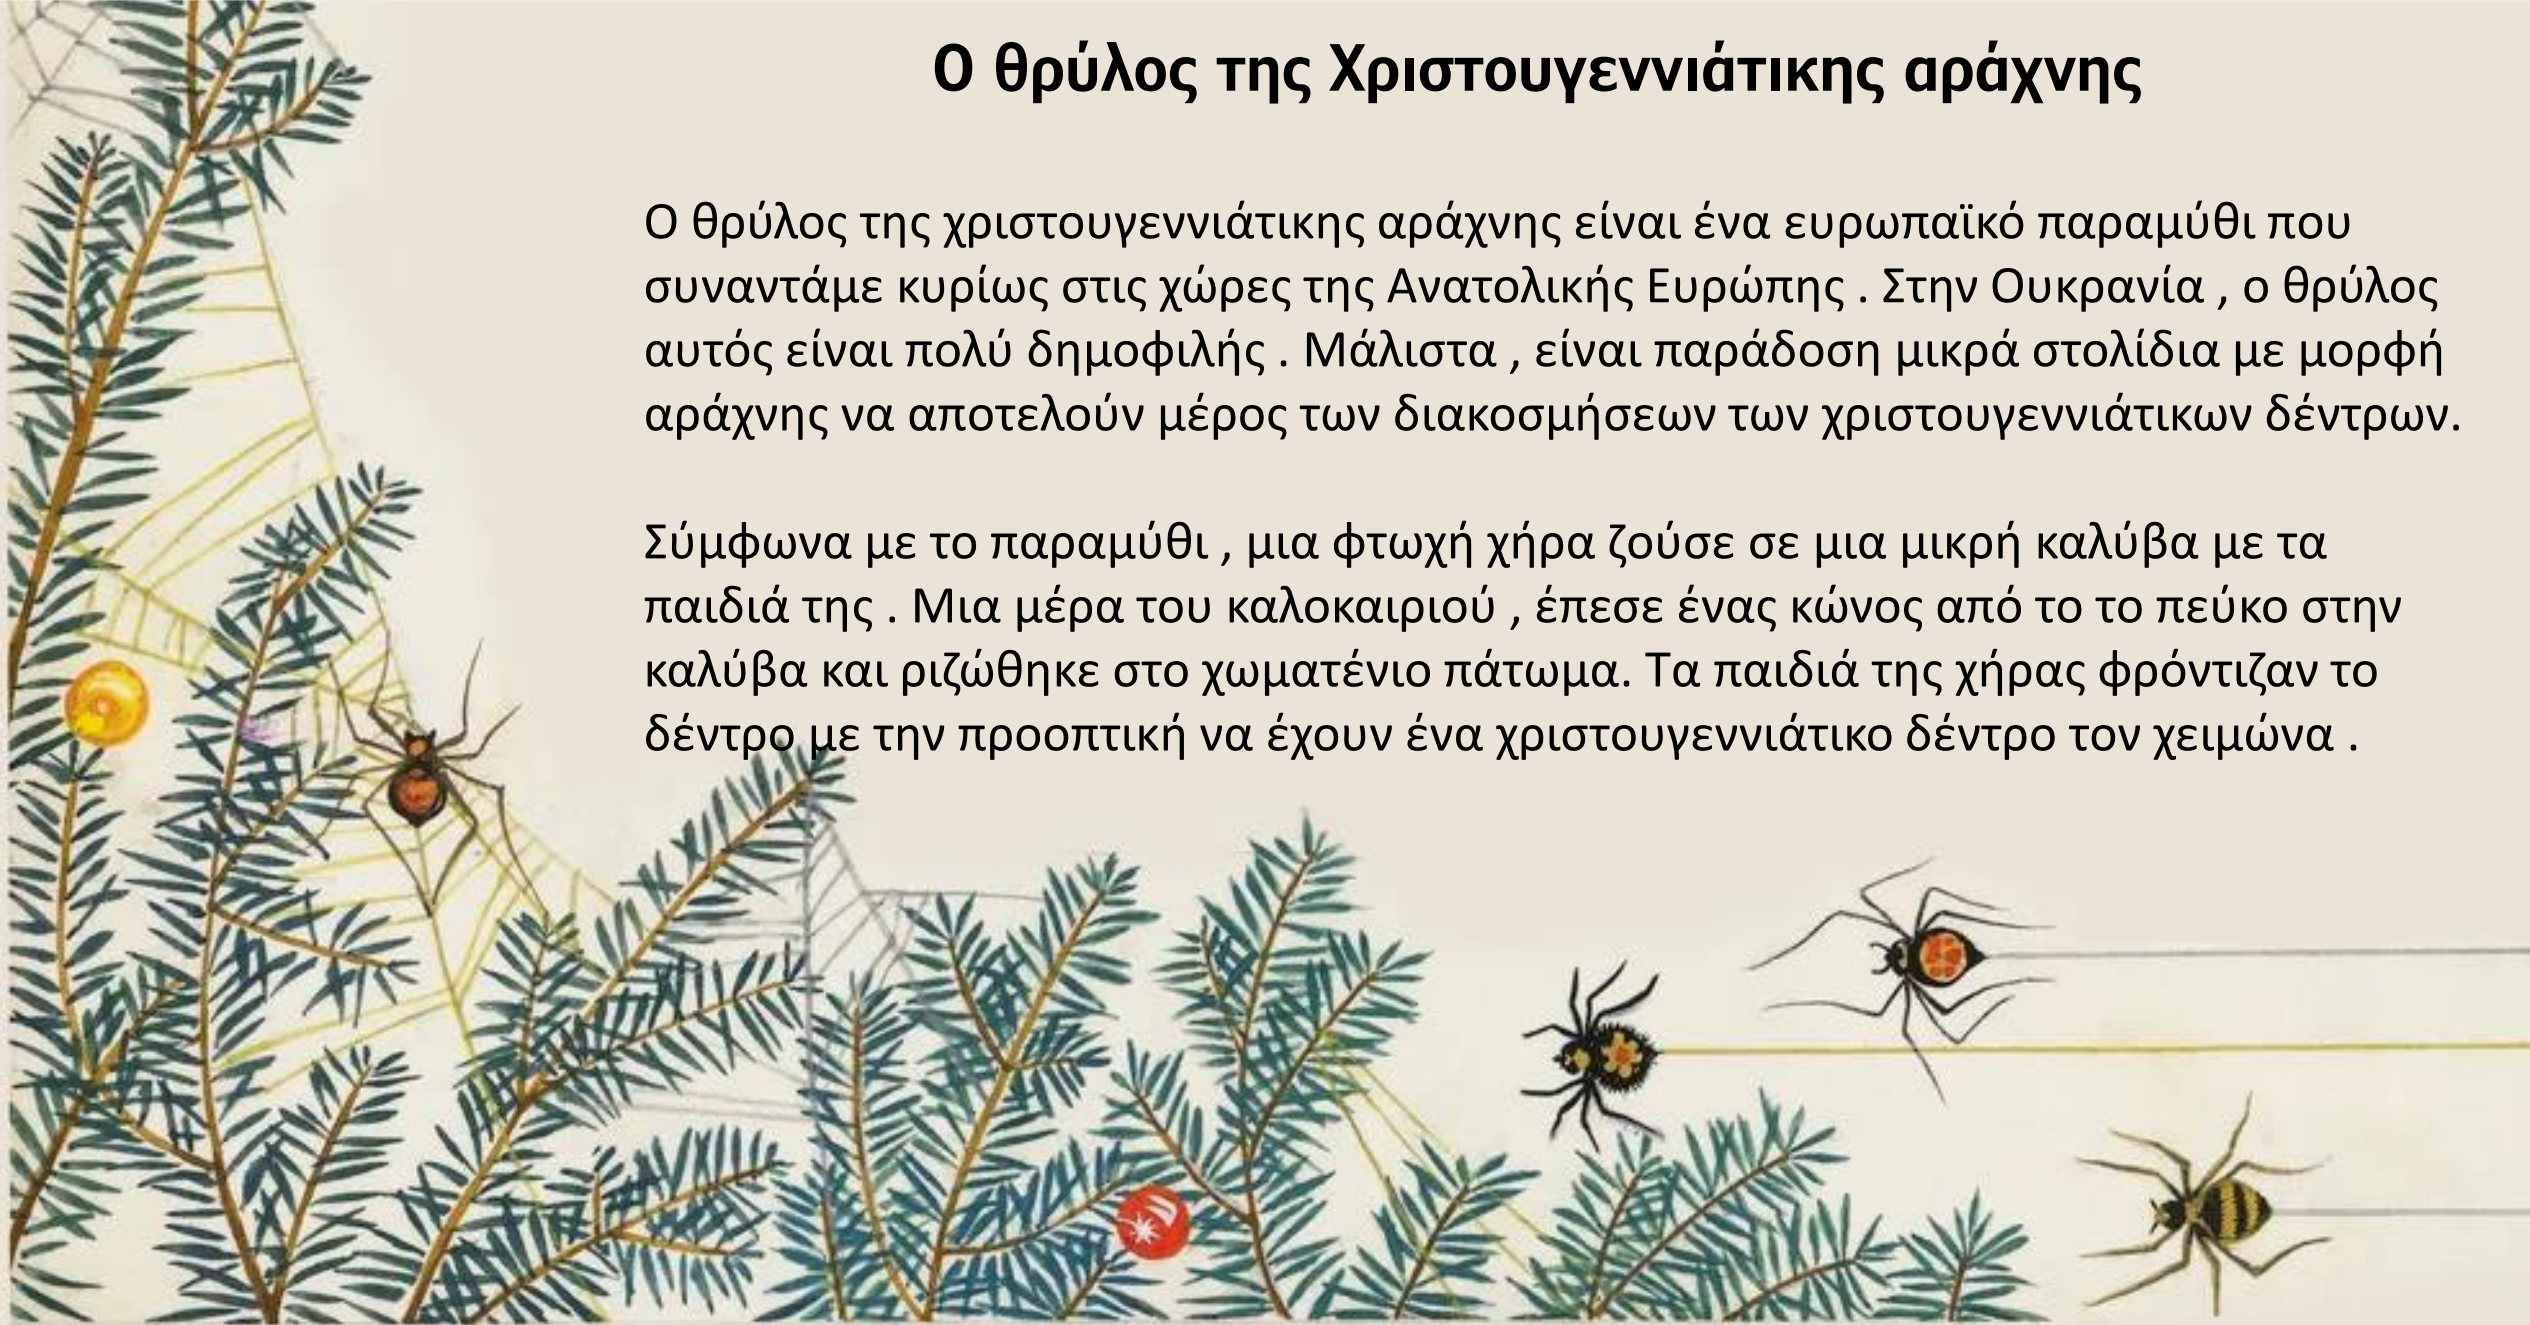 Ο θρύλος της Χριστουγεννιάτικης αράχνης
Ο θρύλος της χριστουγεννιάτικης αράχνης είναι ένα ευρωπαϊκό παραμύθι που
συναντάμε κυρίως στις χώρες της Ανατολικής Ευρώπης . Στην Ουκρανία , ο θρύλος
αυτός είναι πολύ δημοφιλής . Μάλιστα , είναι παράδοση μικρά στολίδια με μορφή
αράχνης να αποτελούν μέρος των διακοσμήσεων των χριστουγεννιάτικων δέντρων.
Σύμφωνα με το παραμύθι , μια φτωχή χήρα ζούσε σε μια μικρή καλύβα με τα
παιδιά της . Μια μέρα του καλοκαιριού , έπεσε ένας κώνος από το το πεύκο στην
καλύβα και ριζώθηκε στο χωματένιο πάτωμα. Τα παιδιά της χήρας φρόντιζαν το
δέντρο με την προοπτική να έχουν ένα χριστουγεννιάτικο δέντρο τον χειμώνα .